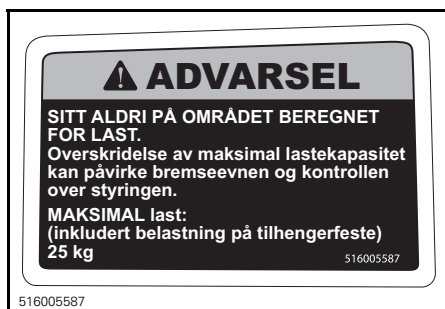 ADVARSEL
SITT ALDRI PÅ OMRÅDET BEREGNET
FOR LAST.
Overskridelse av maksimal lastekapasitet
kan påvirke bremseevnen og kontrollen
over styringen.
MAKSIMAL last:
(inkludert belastning på tilhengerfeste)
25 kg
516005587
516005587